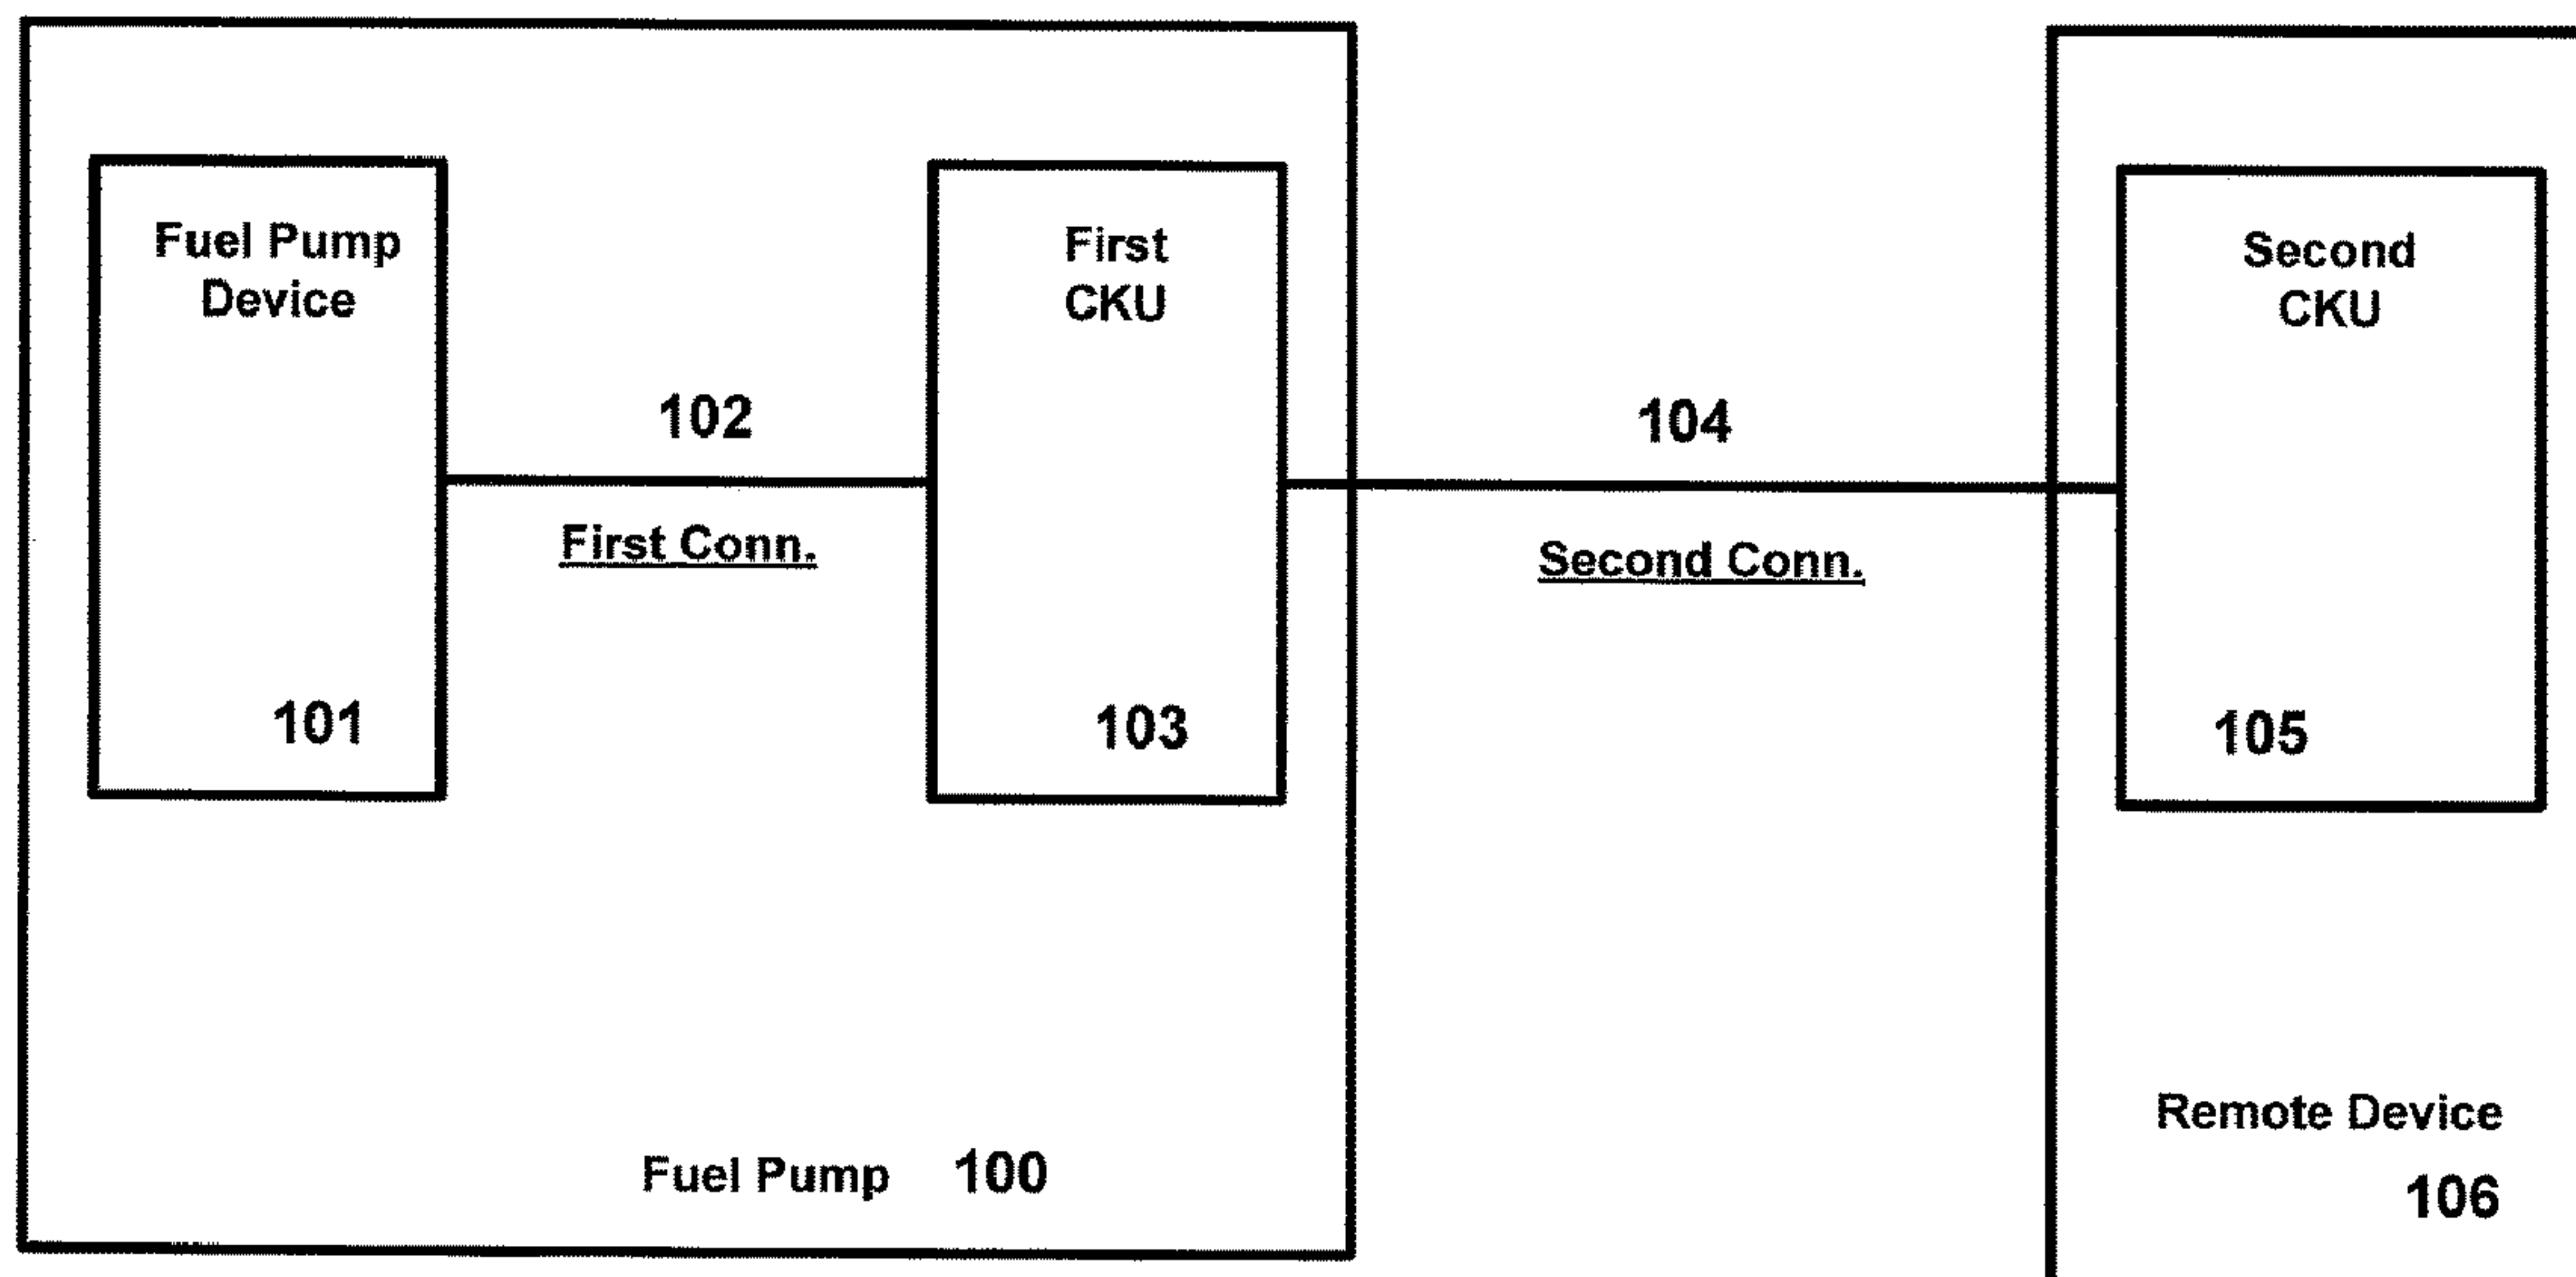 Fuel Pump
Device
101
102
First Conn.
First
CKU
103
104
Second Conn.
Second
CKU
105
Fuel Pump 100
Remote Device
106